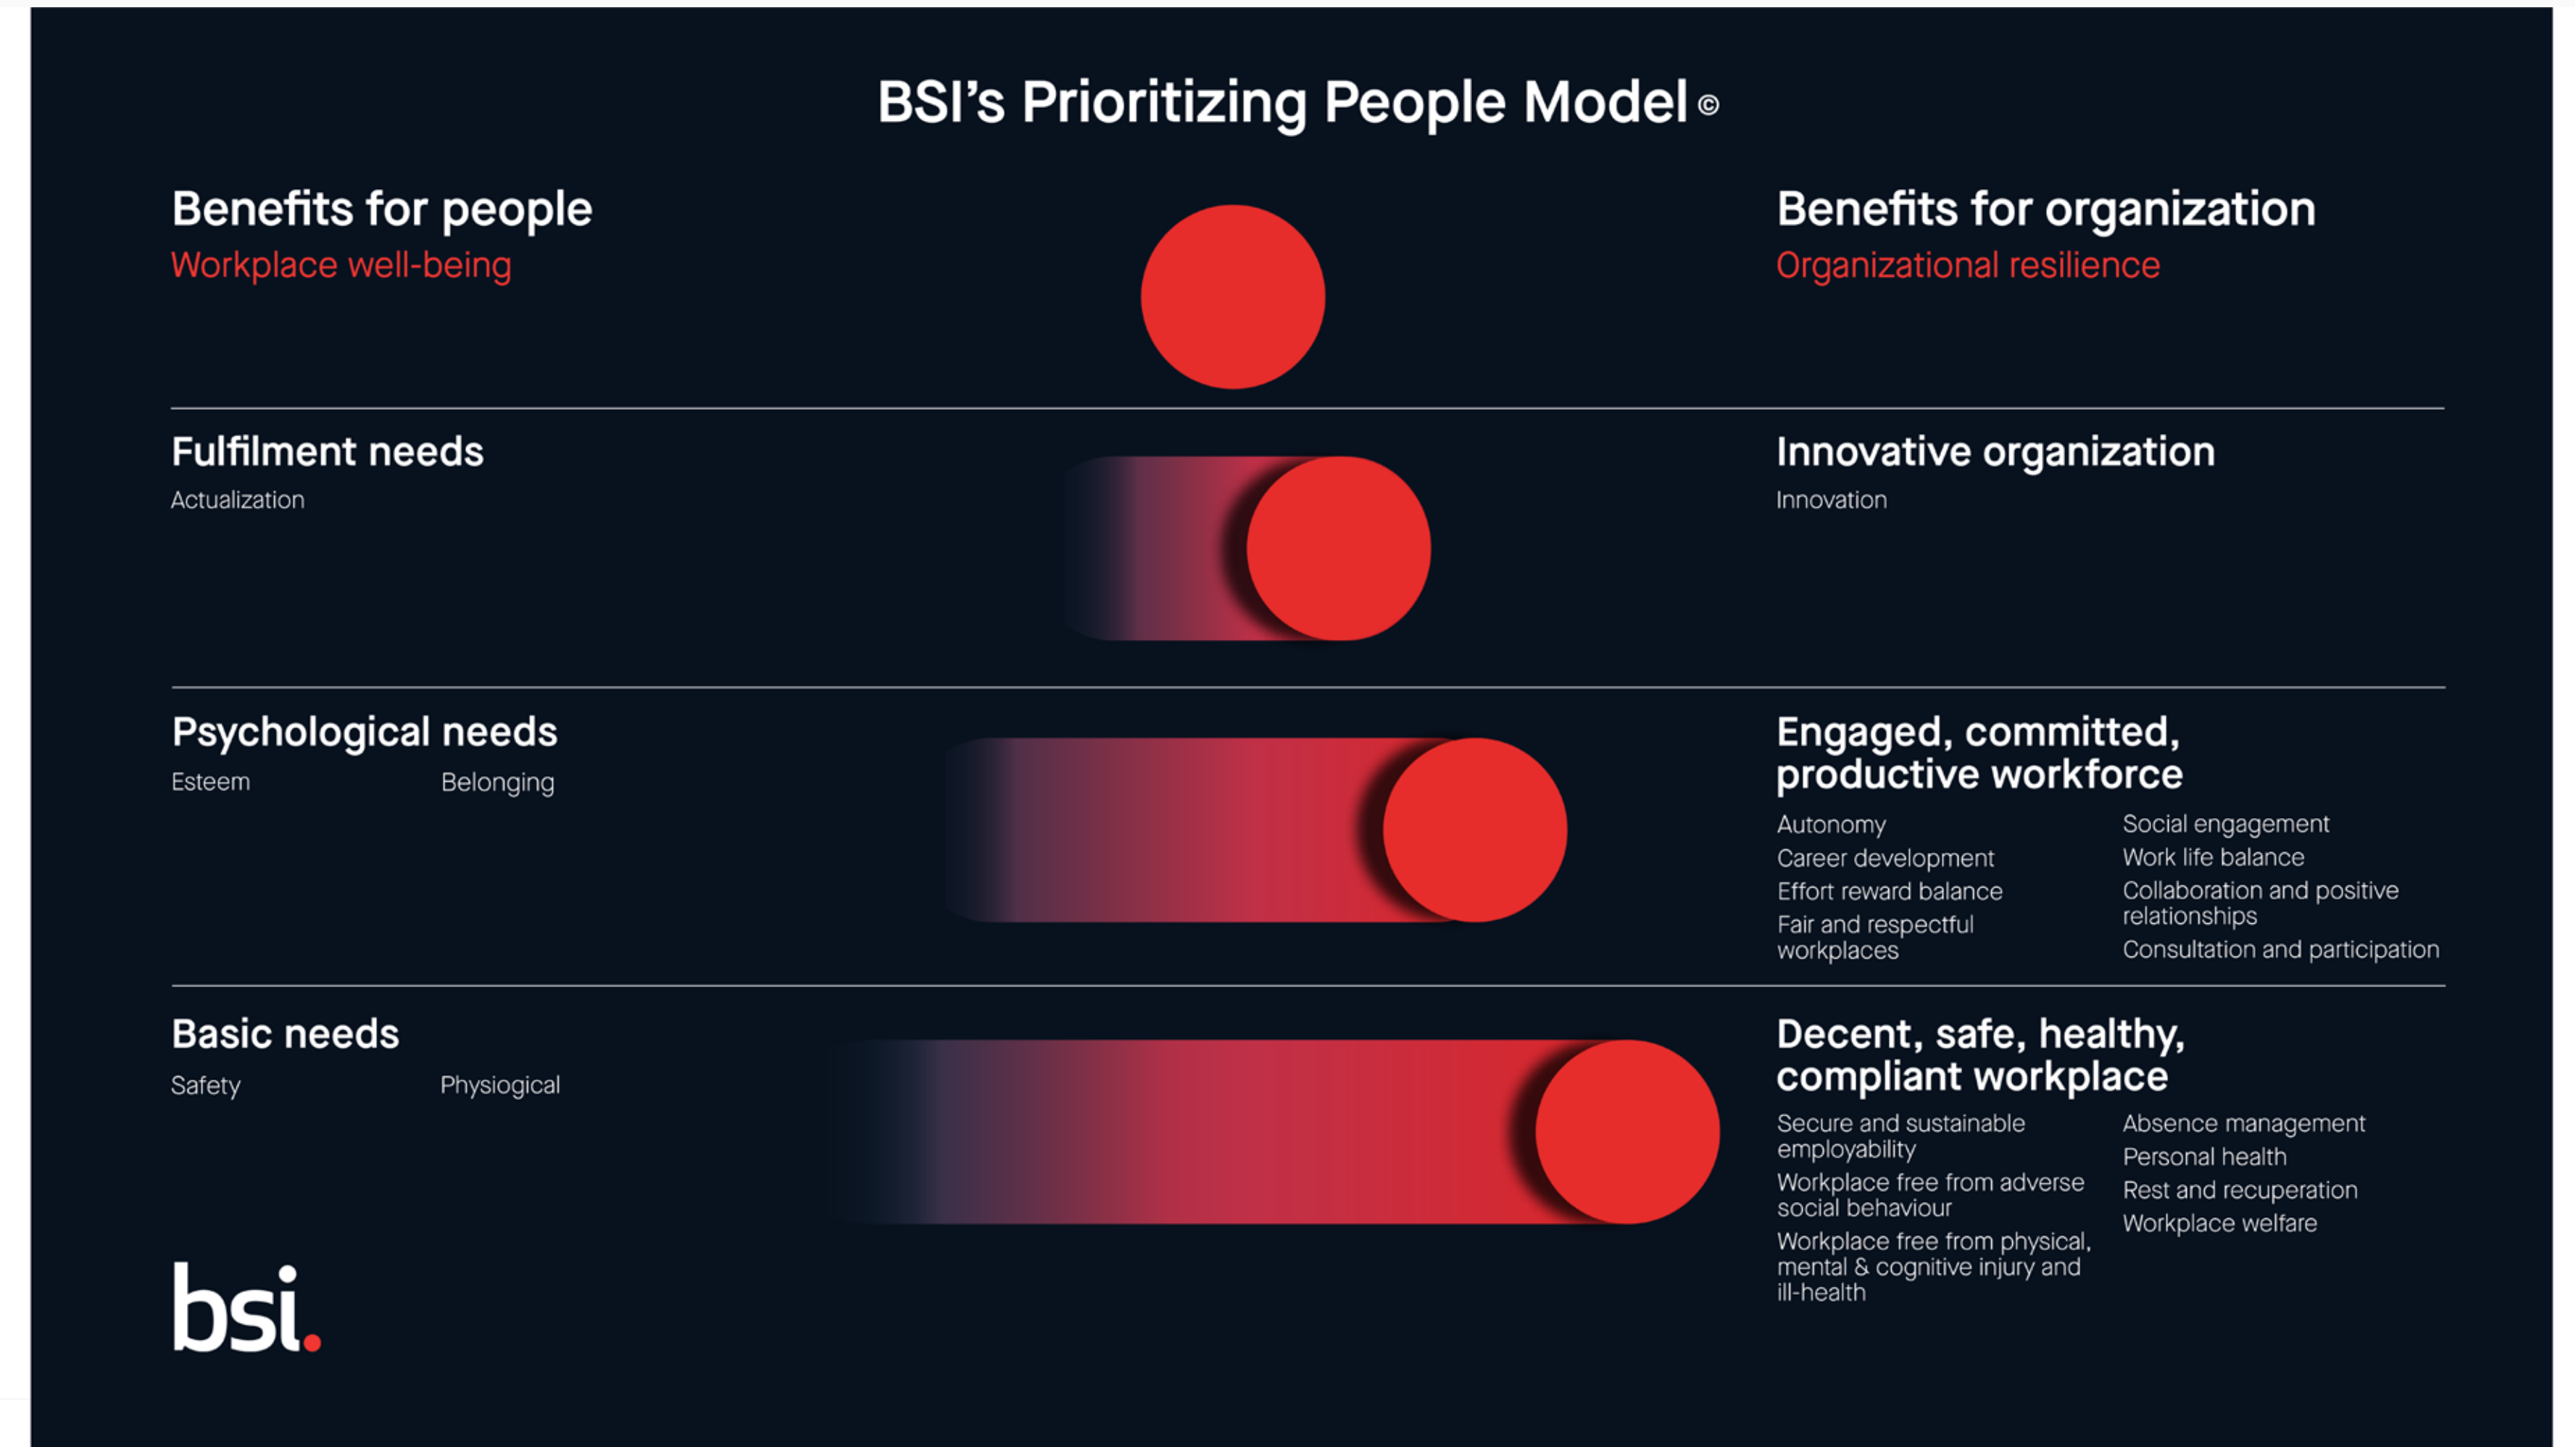 BSI's Prioritizing People Model ©
Benefits for people
Workplace well-being
Benefits for organization
Organizational resilience
Fulfilment needs
Actualization
Innovative organization
Innovation
Psychological needs
Esteem
Belonging
Engaged, committed,
productive workforce
Autonomy
Career development
Effort reward balance
Fair and respectful
workplaces
Social engagement
Work life balance
Collaboration and positive
relationships
Consultation and participation
Basic needs
Safety
Physiogical
Decent, safe, healthy,
compliant workplace
Secure and sustainable
employability
Workplace free from adverse
social behaviour
Workplace free from physical,
mental & cognitive injury and
ill-health
Absence management
Personal health
Rest and recuperation
Workplace welfare
bsi.